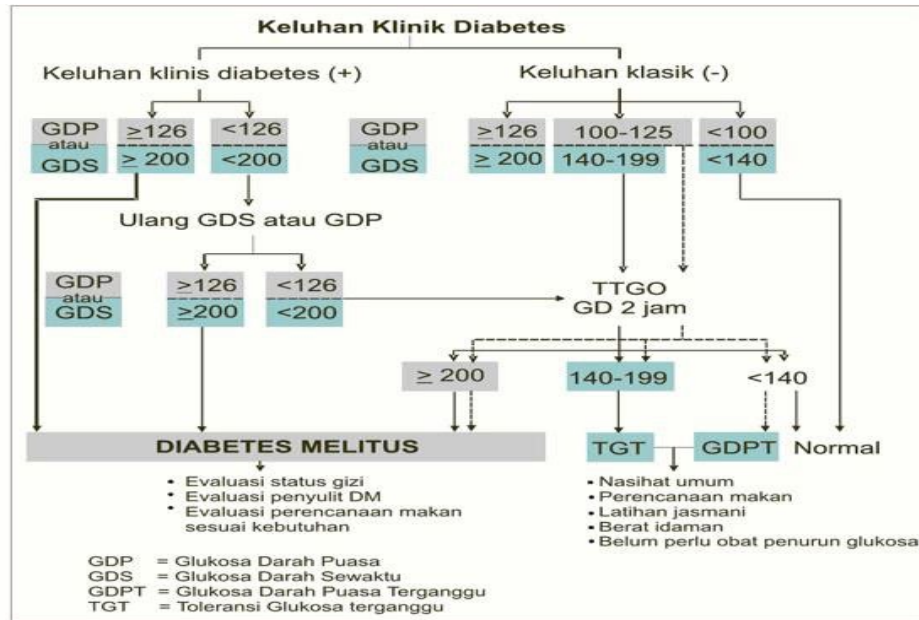 Keluhan Klinik Diabetes
Keluhan klinis diabetes (+)
Keluhan klasik (-)
GDP
atau
GDS
≥126
≥ 200
<126
<200
GDP
atau
GDS
≥126
≥ 200
100-125
140-199
<100
<140
Ulang GDS atau GDP
GDP
atau
GDS
≥126
≥200
<126
<200
TTGO
GD 2 jam
≥ 200
140-199
<140
DIABETES MELITUS
TGT
GDPT
Normal
• Evaluasi status gizi
• Evaluasi penyulit DM
• Evaluasi perencanaan makan
sesuai kebutuhan
• Nasihat umum
• Perencanaan makan
• Latihan jasmani
• Berat idaman
• Belum perlu obat penurun glukosa
GDP = Glukosa Darah Puasa
GDS = Glukosa Darah Sewaktu
GDPT = Glukosa Darah Puasa Terganggu
TGT = Toleransi Glukosa terganggu